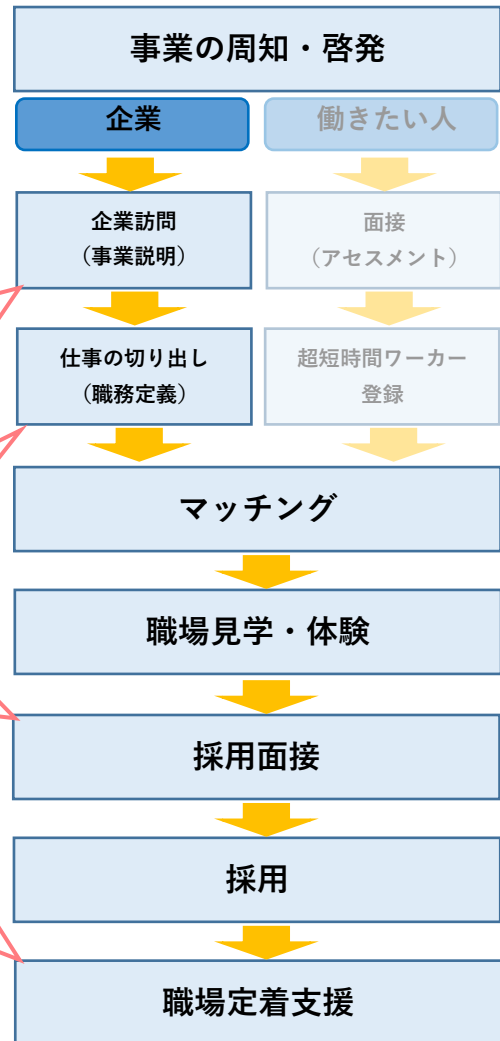 事業の周知・啓発
企業
働きたい人
企業訪問
（事業説明）
面接
（アセスメント）
仕事の切り出し
（職務定義）
超短時間ワーカー
登録
マッチング
職場見学・体験
採用面接
採用
職場定着支援